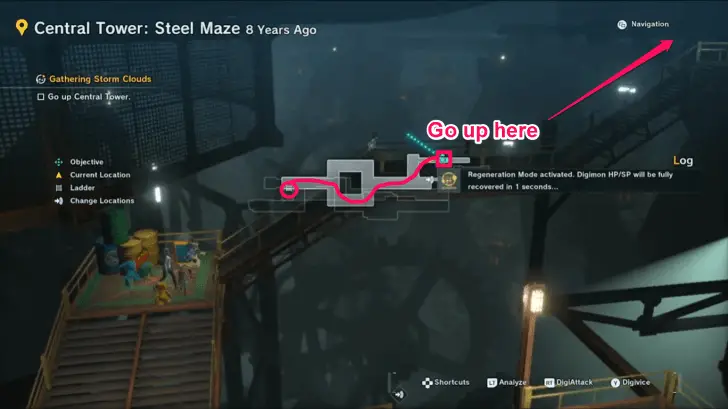 Central Tower: Steel Maze 8 Years Ago
Navigation
Gathering Storm Clouds
Go up Central Tower.
Go up here
Objective
Current Location
Ladder
Change Locations
Log
Regeneration Mode activated. Digimon HP/SP will be fully
recovered in 1 seconds...
Shortcuts
LT Analyze
RT DigiAttack
Y Digivice